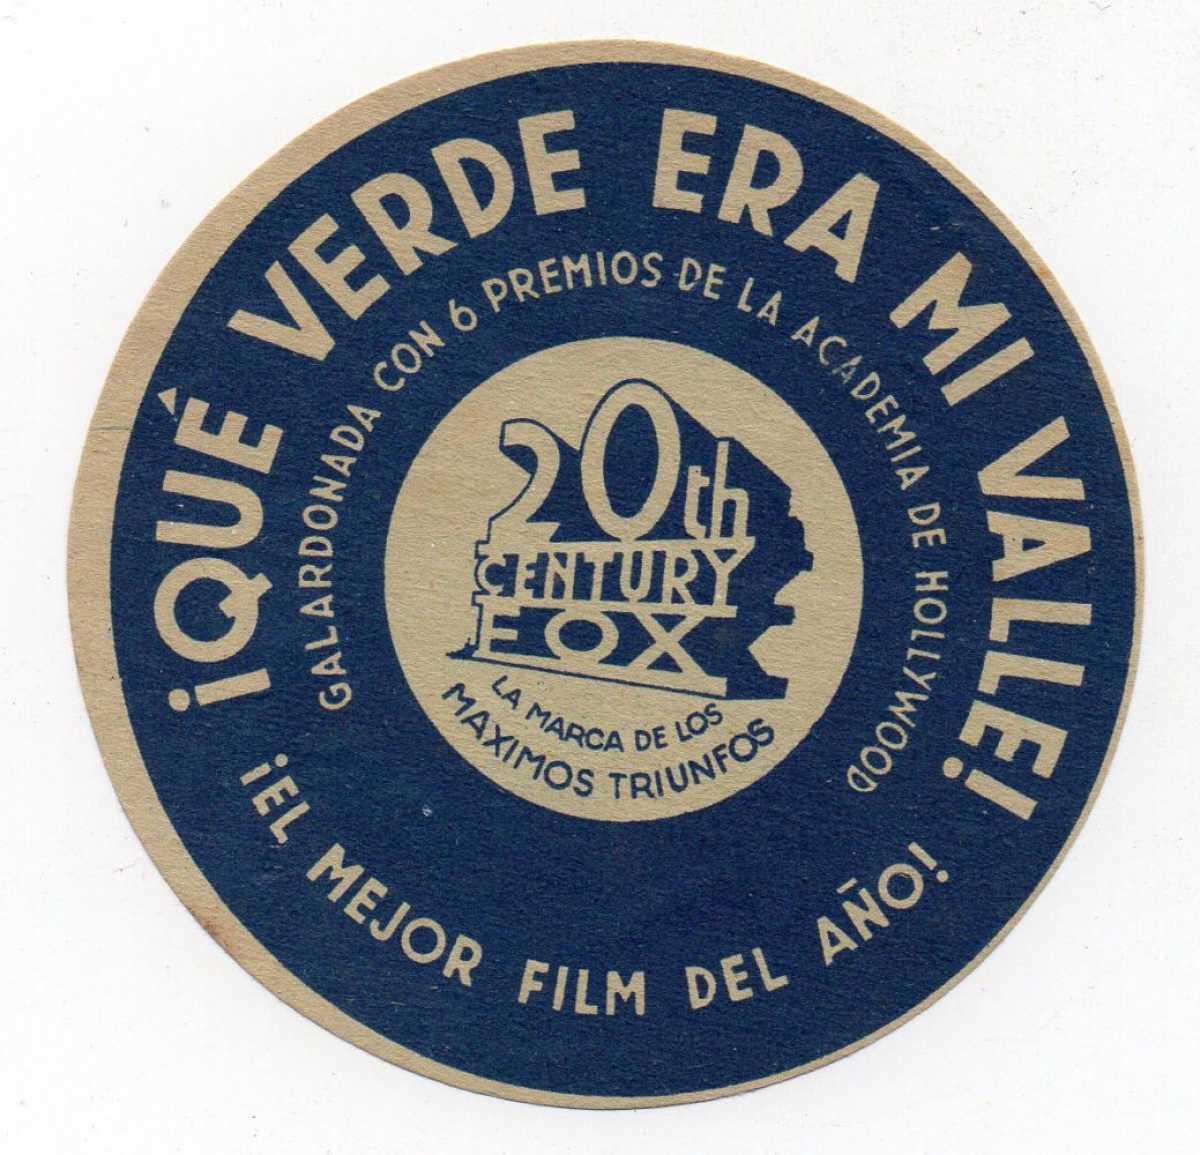 ¡QUÉ VERDE ERA MI VALLE!
GALARDONADA CON 6 PREMIOS DE LA ACADEMIA DE HOLLYWOOD
20th
CENTURY
FOX
LA MARCA DE LOS
MAXIMOS TRIUNFOS
¡EL MEJOR FILM DEL AÑO!